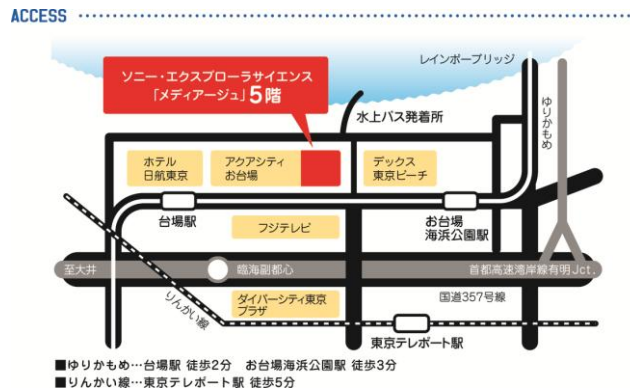 ACCESS
レインボーブリッジ
ソニー・エクスプローラサイエンス
「メディアージュ」5階
水上バス発着所
ゆりかもめ
ホテル
日航東京
アクアシティ
お台場
デックス
東京ビーチ
台場駅
お台場
海浜公園駅
フジテレビ
至大井
臨海副都心
首都高速湾岸線有明Jct.
りんかい線
ダイバーシティ東京
プラザ
国道357号線
東京テレポート駅
■ゆりかもめ…台場駅 徒歩2分　お台場海浜公園駅 徒歩3分
■りんかい線…東京テレポート駅 徒歩5分